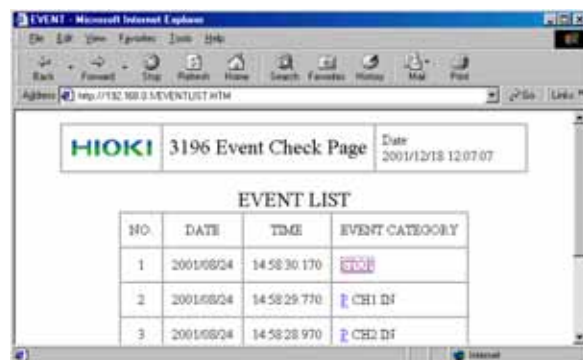 EVENT - Microsoft Internet Explorer
File Edit View Favorites Tools Help
Back Forward Stop Refresh Home Search Favorites History Mail Print
Address http://192.168.0.1/EVENTLIST.HTM Go Links
HIOKI 3196 Event Check Page Date
2001/12/18 12:07:07
EVENT LIST
NO. DATE TIME EVENT CATEGORY
1 2001/08/24 14:58:30.170 STOP
2 2001/08/24 14:58:29.770 P CH1 IN
3 2001/08/24 14:58:28.970 P CH2 IN
Internet